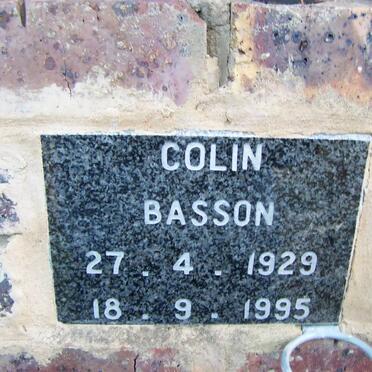 COLIN
BASSON
27 . 4 . 1929
18 . 9 . 1995